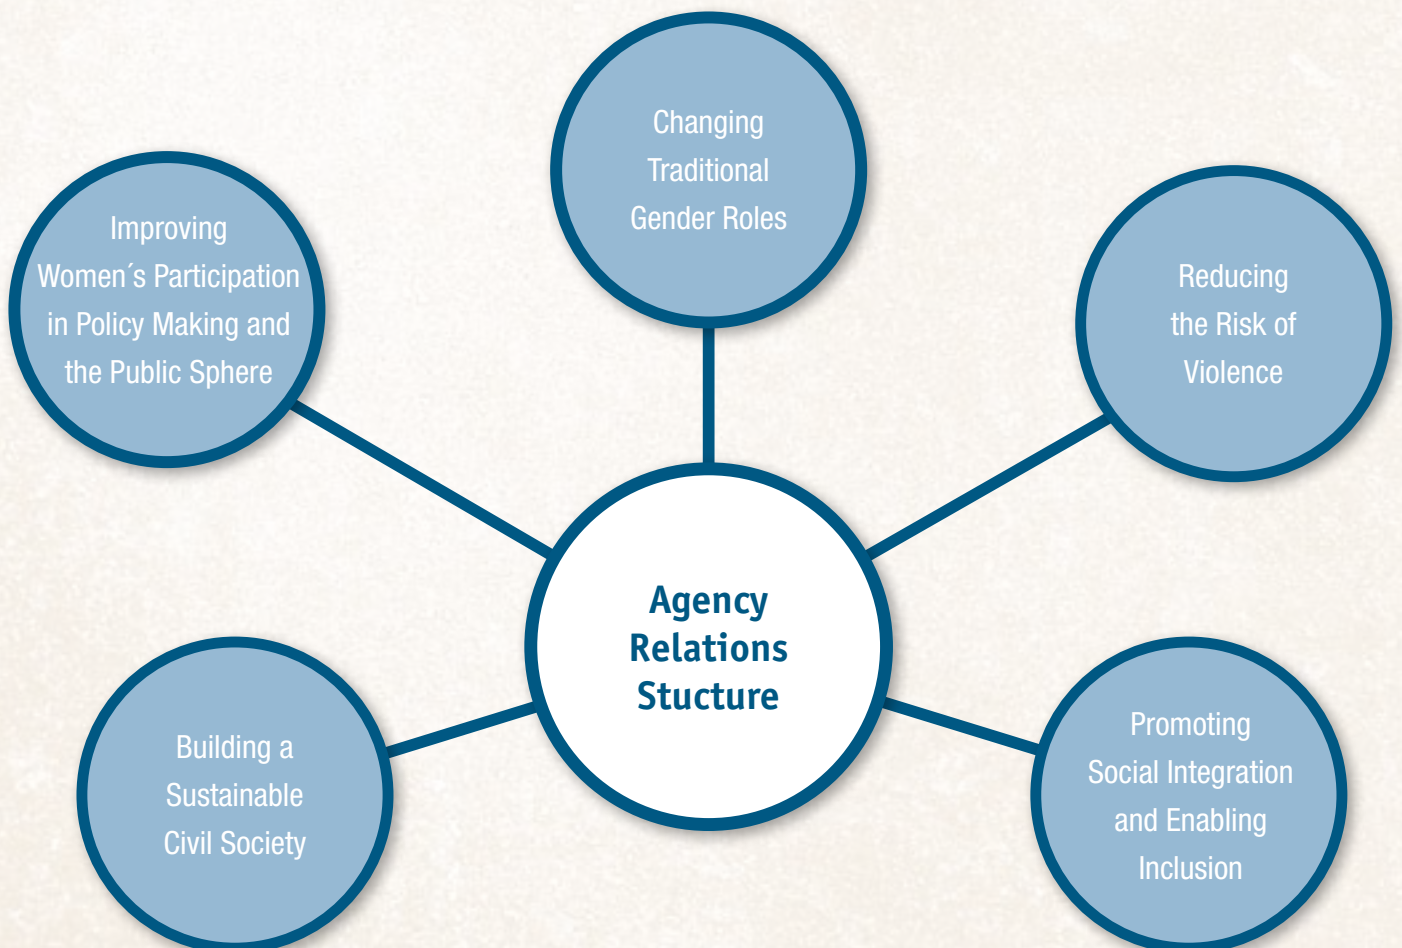 Changing
Traditional
Gender Roles
Improving
Women´s Participation
in Policy Making and
the Public Sphere
Reducing
the Risk of
Violence
Agency
Relations
Stucture
Building a
Sustainable
Civil Society
Promoting
Social Integration
and Enabling
Inclusion